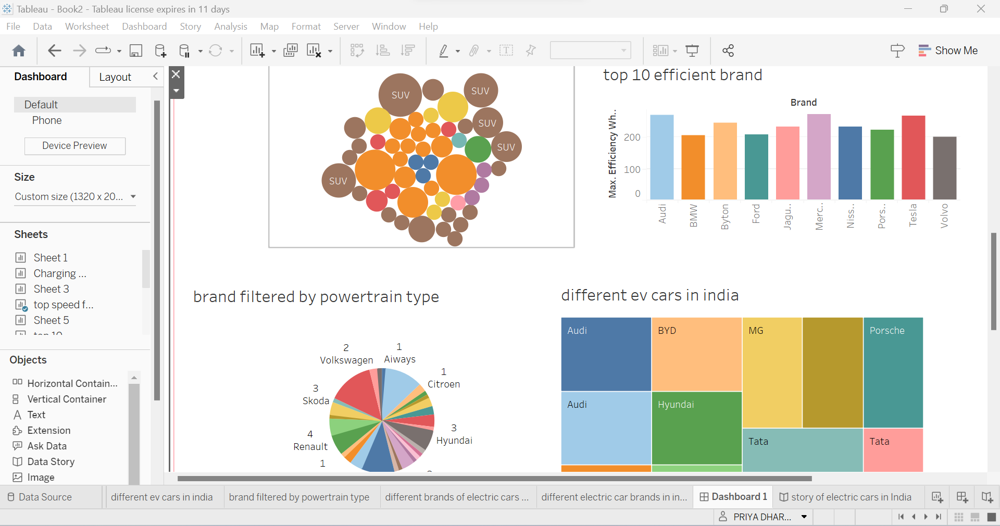 Tableau - Book2 - Tableau license expires in 11 days
File Data Worksheet Dashboard Story Analysis Map Format Server Window Help
Show Me
Dashboard Layout
Default
Phone
Device Preview
Size
Custom size (1320 x 20...
Sheets
Sheet 1
Charging ...
Sheet 3
top speed f...
Sheet 5
top 10
Objects
Horizontal Contain...
Vertical Container
Text
Extension
Ask Data
Data Story
Image
SUV
SUV
SUV
SUV
SUV
top 10 efficient brand
Brand
Max. Efficiency Wh..
200
100
0
Audi
BMW
Byton
Ford
Jagu..
Merc..
Niss..
Pors..
Tesla
Volvo
brand filtered by powertrain type
2
Volkswagen
1
Aiways
1
Citroen
3
Skoda
3
Hyundai
4
Renault
1
different ev cars in india
Audi
BYD
MG
Porsche
Audi
Hyundai
Tata
Tata
Data Source different ev cars in india brand filtered by powertrain type different brands of electric cars ... different electric car brands in in... Dashboard 1 story of electric cars in India
PRIYA DHAR...